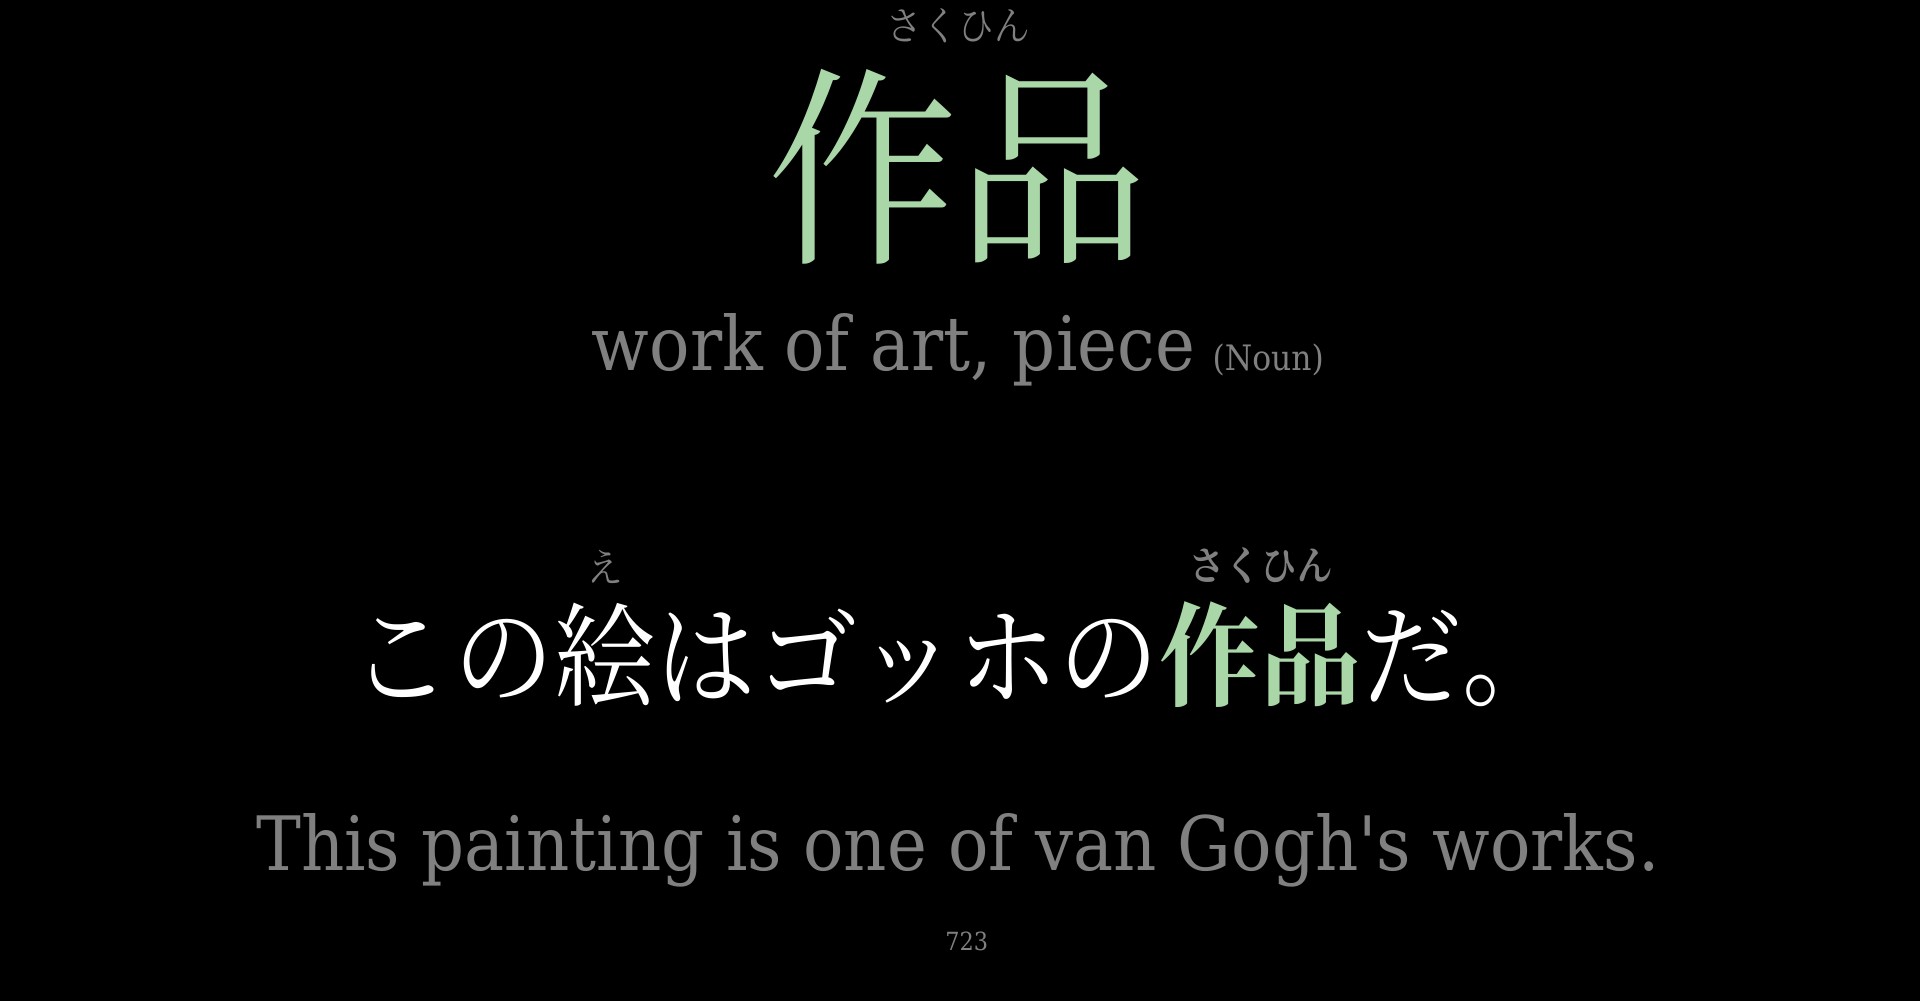 さくひん
作品
work of art, piece (Noun)
え さくひん
この絵はゴッホの作品だ。
This painting is one of van Gogh's works.
723